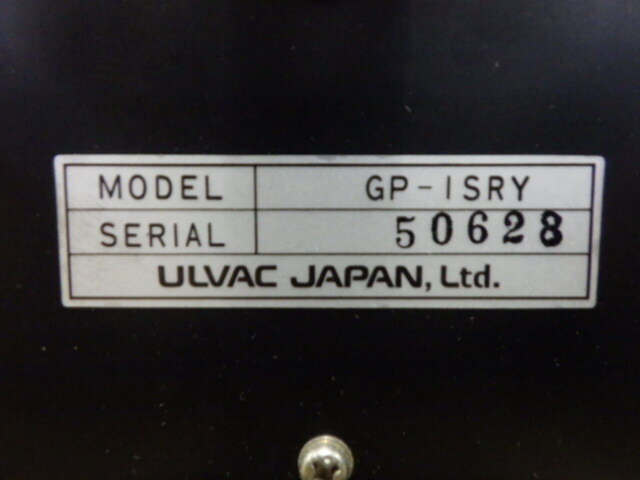 MODEL GP-1SRY
SERIAL 50628
ULVAC JAPAN, Ltd.